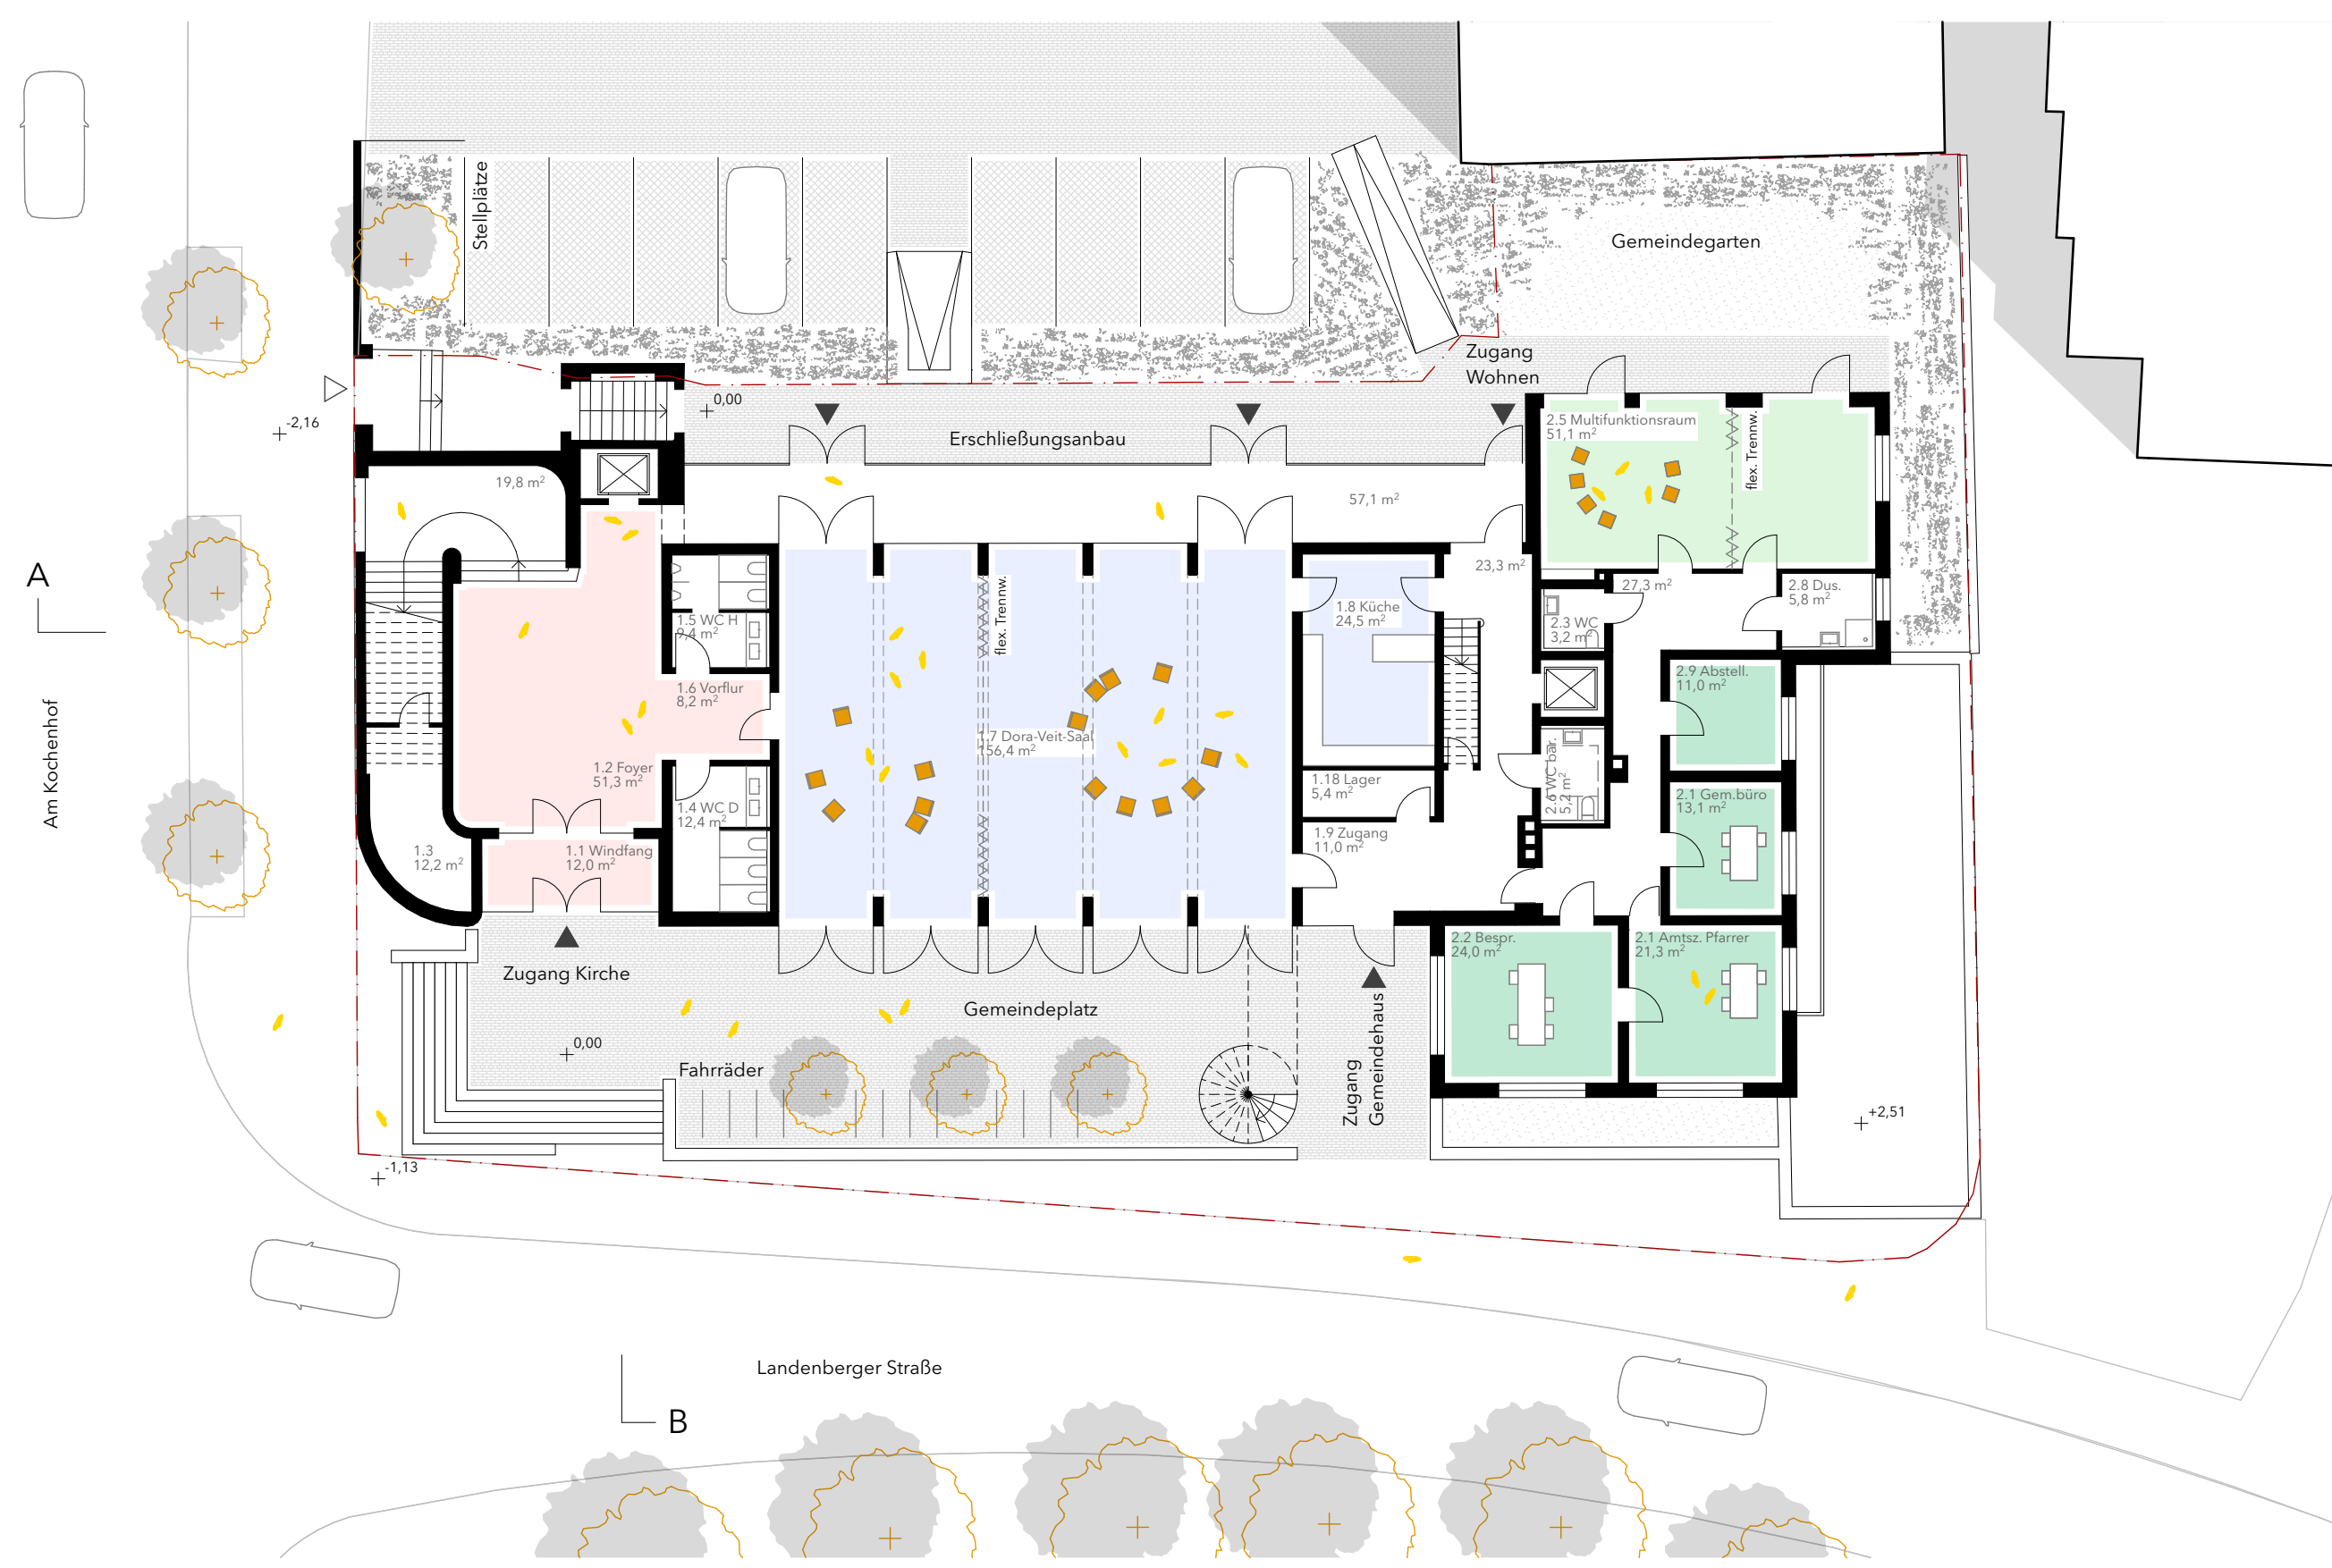 Stellplätze
Gemeindegarten
Zugang
Wohnen
-2,16
0,00
Erschließungsanbau
2.5 Multifunktionsraum
51,1 m²
flex. Trennw.
19,8 m²
57,1 m²
23,3 m²
27,3 m²
2.8 Dus.
5,8 m²
A
flex. Trennw.
1.8 Küche
24,5 m²
1.5 WC H
9,4 m²
2.3 WC
3,2 m²
1.6 Vorflur
8,2 m²
2.9 Abstell.
11,0 m²
Am Kochenhof
1.7 Dora-Veit-Saal
156,4 m²
1.2 Foyer
51,3 m²
1.18 Lager
5,4 m²
2.6 WC bar.
5,2 m²
2.1 Gem.büro
13,1 m²
1.4 WC D
12,4 m²
1.9 Zugang
11,0 m²
1.3
12,2 m²
1.1 Windfang
12,0 m²
2.2 Bespr.
24,0 m²
2.1 Amtsz. Pfarrer
21,3 m²
Zugang Kirche
Gemeindeplatz
Zugang
Gemeindehaus
0,00
Fahrräder
+2,51
-1,13
Landenberger Straße
B